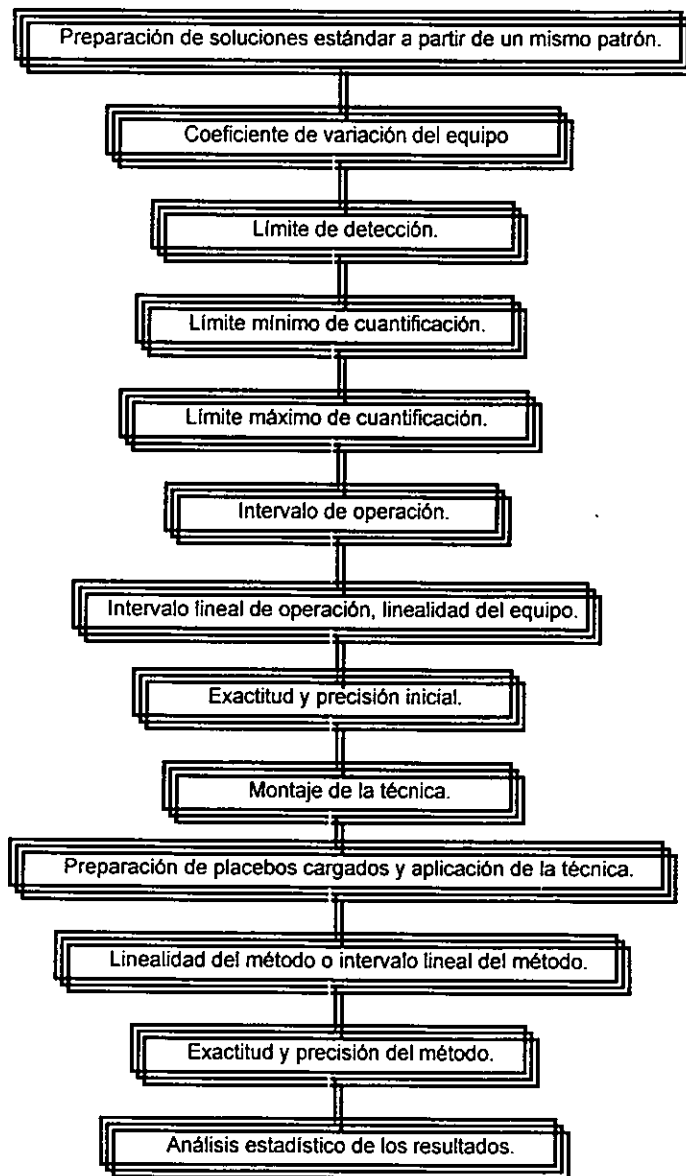 Preparación de soluciones estándar a partir de un mismo patrón.
Coeficiente de variación del equipo
Límite de detección.
Límite mínimo de cuantificación.
Límite máximo de cuantificación.
Intervalo de operación.
Intervalo lineal de operación, linealidad del equipo.
Exactitud y precisión inicial.
Montaje de la técnica.
Preparación de placebos cargados y aplicación de la técnica.
Linealidad del método o intervalo lineal del método.
Exactitud y precisión del método.
Análisis estadístico de los resultados.